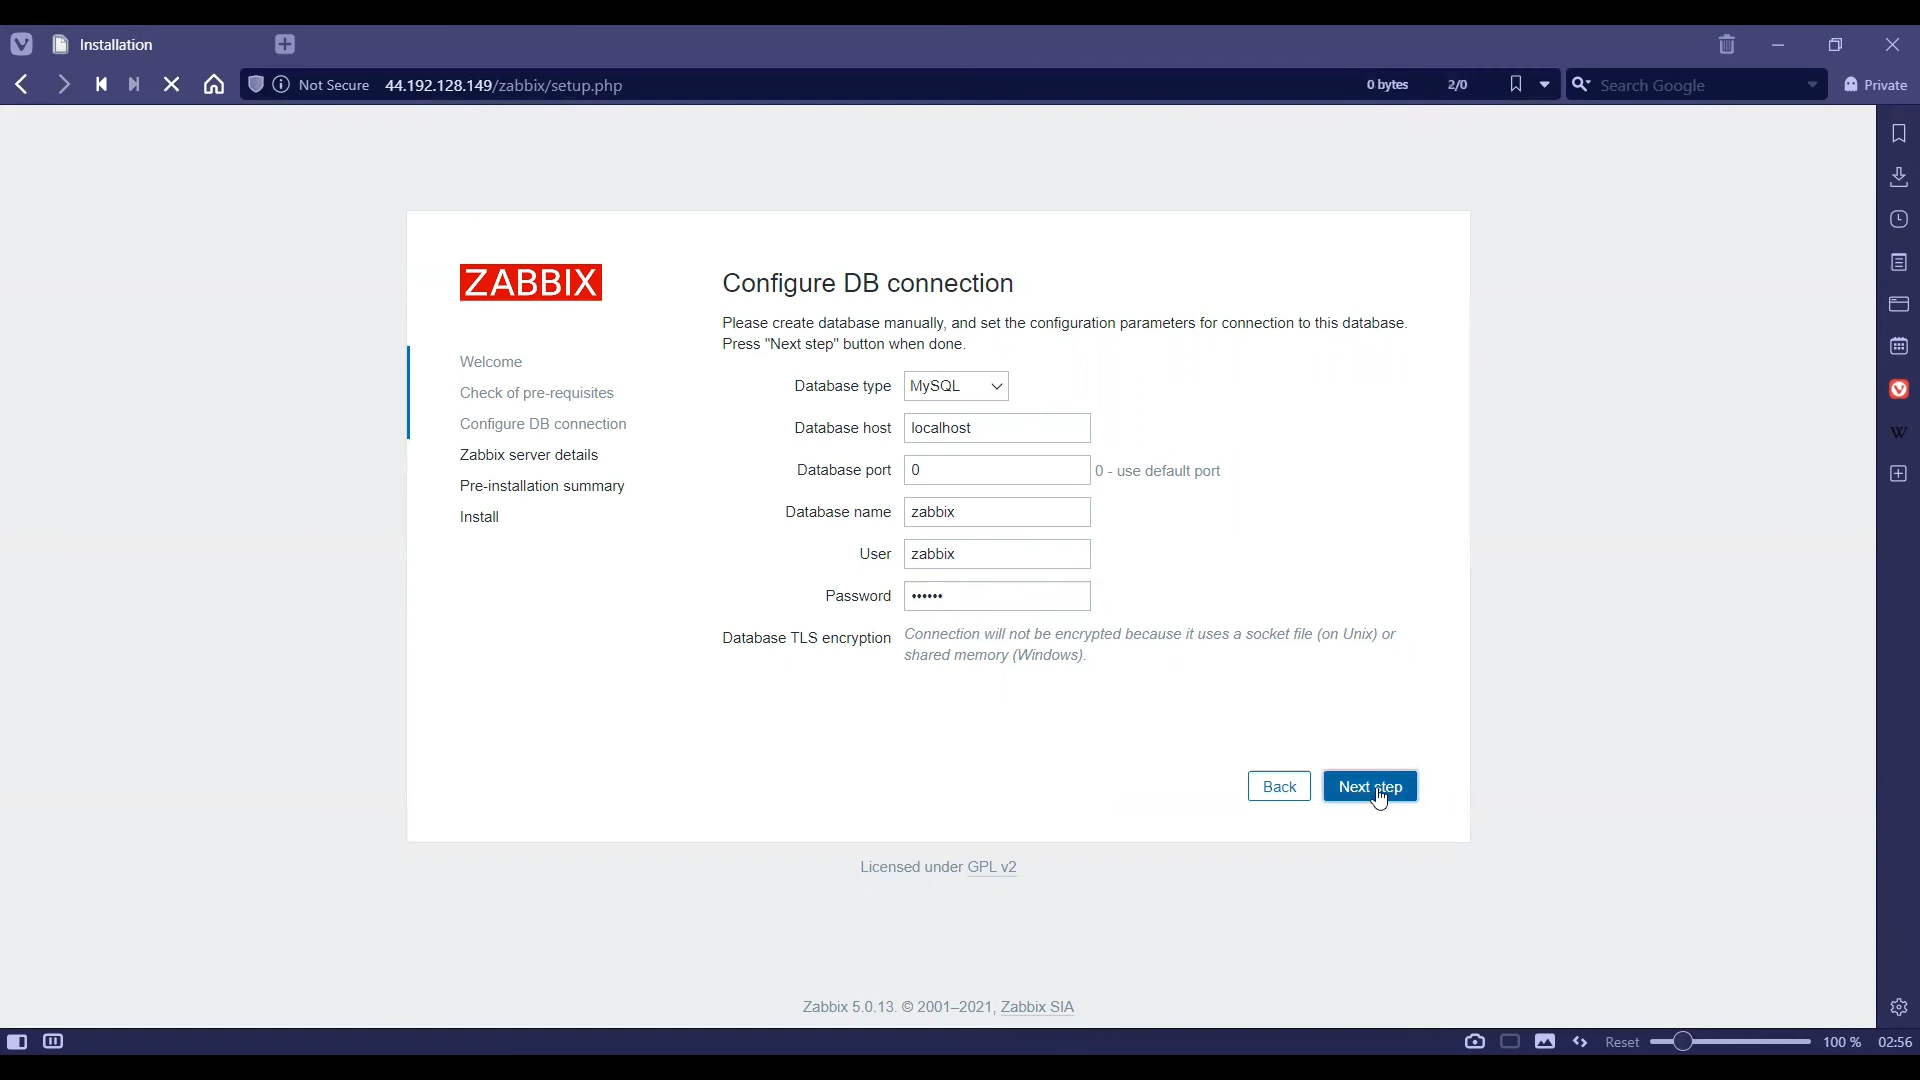 Installation
Not Secure 44.192.128.149/zabbix/setup.php 0 bytes 2/0 Search Google Private
ZABBIX
Configure DB connection
Please create database manually, and set the configuration parameters for connection to this database.
Press "Next step" button when done.
Welcome
Check of pre-requisites
Configure DB connection
Zabbix server details
Pre-installation summary
Install
Database type MySQL
Database host localhost
Database port 0 0 - use default port
Database name zabbix
User zabbix
Password ••••••
Database TLS encryption Connection will not be encrypted because it uses a socket file (on Unix) or
shared memory (Windows).
Back Next step
Licensed under GPL v2
Zabbix 5.0.13. © 2001–2021, Zabbix SIA
W
Reset 100 % 02:56